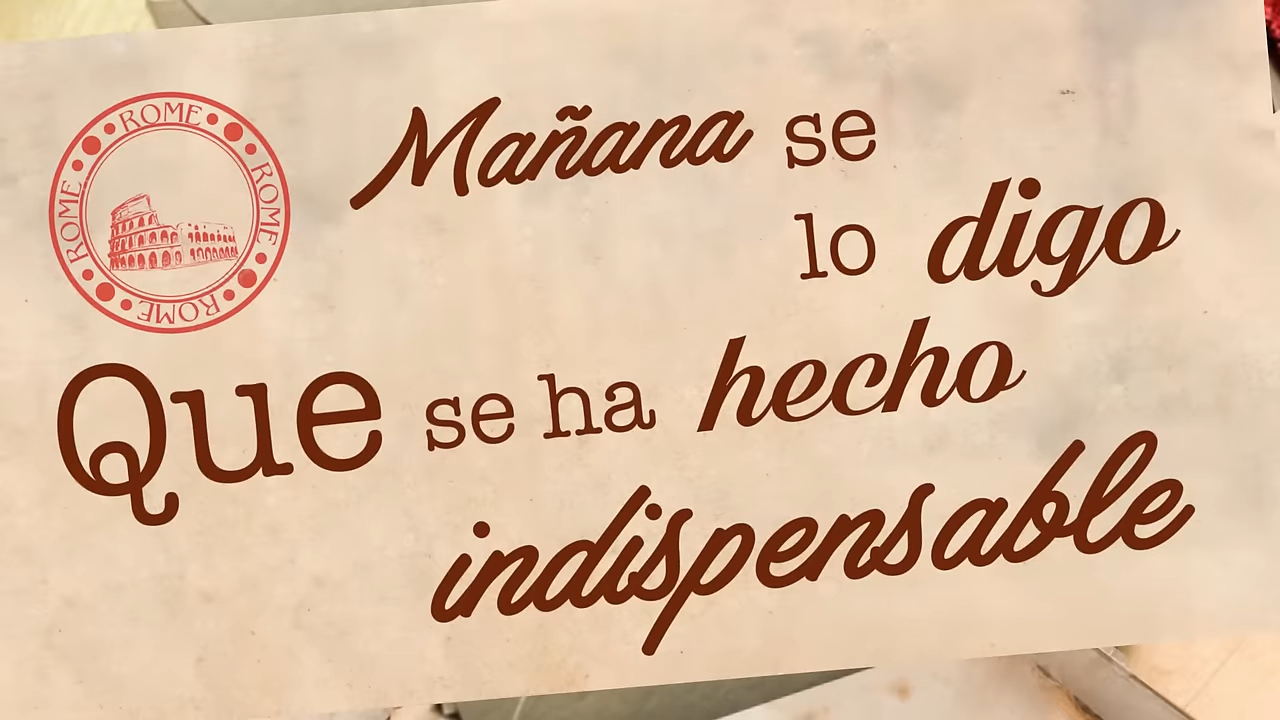 ROME ROME ROME ROME
Mañana se
lo digo
Que se ha hecho
indispensable